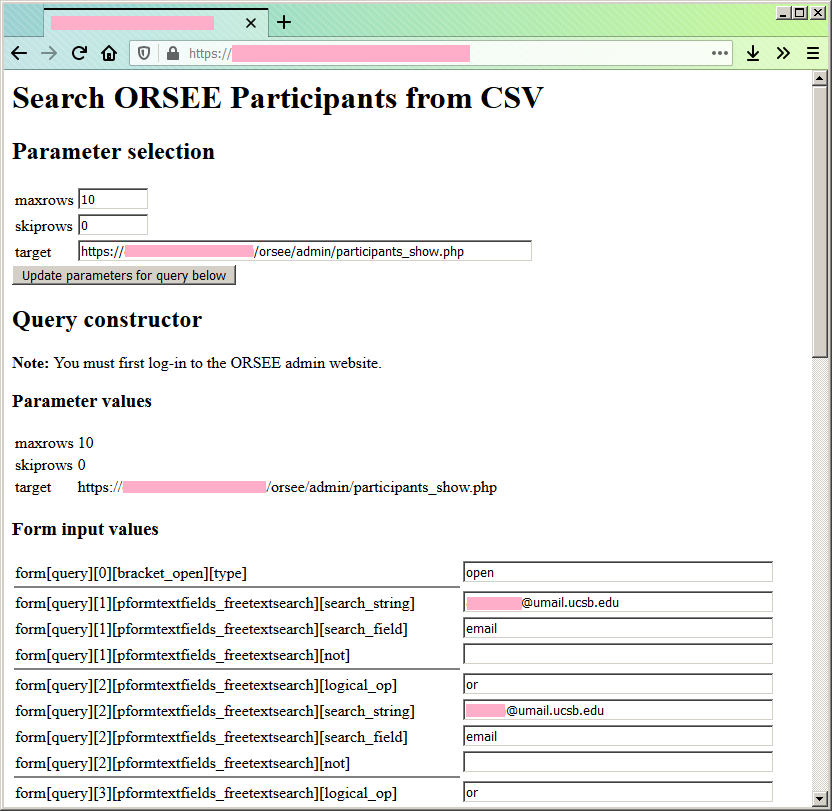 https://
Search ORSEE Participants from CSV
Parameter selection
maxrows 10
skiprows 0
target https:// /orsee/admin/participants_show.php
Update parameters for query below
Query constructor
Note: You must first log-in to the ORSEE admin website.
Parameter values
maxrows 10
skiprows 0
target https:// /orsee/admin/participants_show.php
Form input values
form[query][0][bracket_open][type] open
form[query][1][pformtextfields_freetextsearch][search_string] @umail.ucsb.edu
form[query][1][pformtextfields_freetextsearch][search_field] email
form[query][1][pformtextfields_freetextsearch][not]
form[query][2][pformtextfields_freetextsearch][logical_op] or
form[query][2][pformtextfields_freetextsearch][search_string] @umail.ucsb.edu
form[query][2][pformtextfields_freetextsearch][search_field] email
form[query][2][pformtextfields_freetextsearch][not]
form[query][3][pformtextfields_freetextsearch][logical_op] or